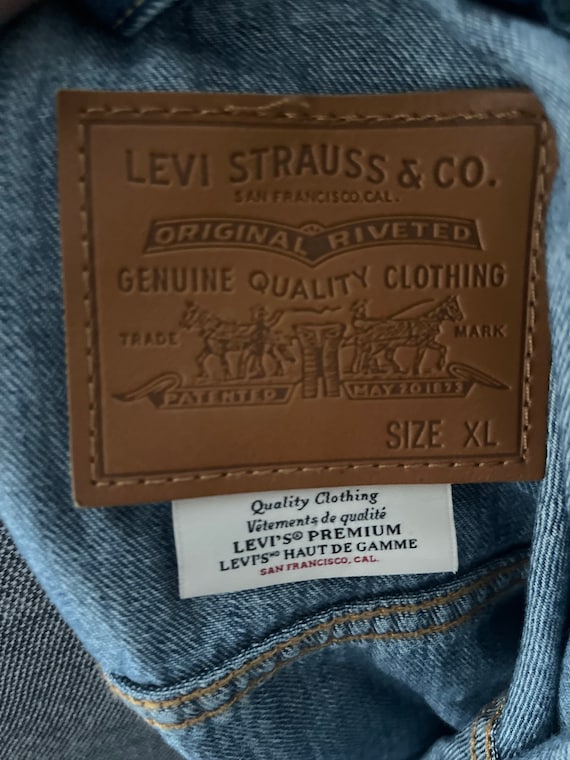 LEVI STRAUSS & CO.
SAN FRANCISCO, CAL.
ORIGINAL RIVETED
GENUINE QUALITY CLOTHING
TRADE MARK
PATENTED MAY 20 1873
SIZE XL
Quality Clothing
Vêtements de qualité
LEVI'S® PREMIUM
LEVI'S ᴹᴰ HAUT DE GAMME
SAN FRANCISCO, CAL.